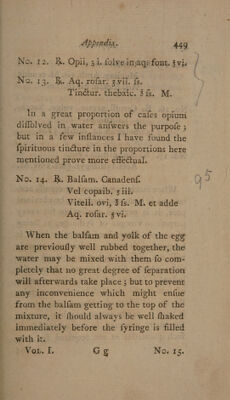 Appendix. 449
No. 12. ℞. Opii, ʒi. ſolve in aq: font. ℥vi.
No. 13. ℞. Aq. roſar. ℥vii. ſs.
Tinctur. thebaic. ℥ſs. M.
In a great proportion of caſes opium
diſſolved in water anſwers the purpoſe;
but in a few inſtances I have found the
ſpirituous tincture in the proportions here
mentioned prove more effectual.
No. 14. ℞. Balſam. Canadenſ.
Vel copaib. ʒiii.
Vitell. ovi, ℥ſs. M. et adde
Aq. roſar. ℥vi.
95
When the balſam and yolk of the egg
are previouſly well rubbed together, the
water may be mixed with them ſo com-
pletely that no great degree of ſeparation
will afterwards take place; but to prevent
any inconvenience which might enſue
from the balſam getting to the top of the
mixture, it ſhould always be well ſhaked
immediately before the ſyringe is filled
with it.
Vol. I. G g No. 15.